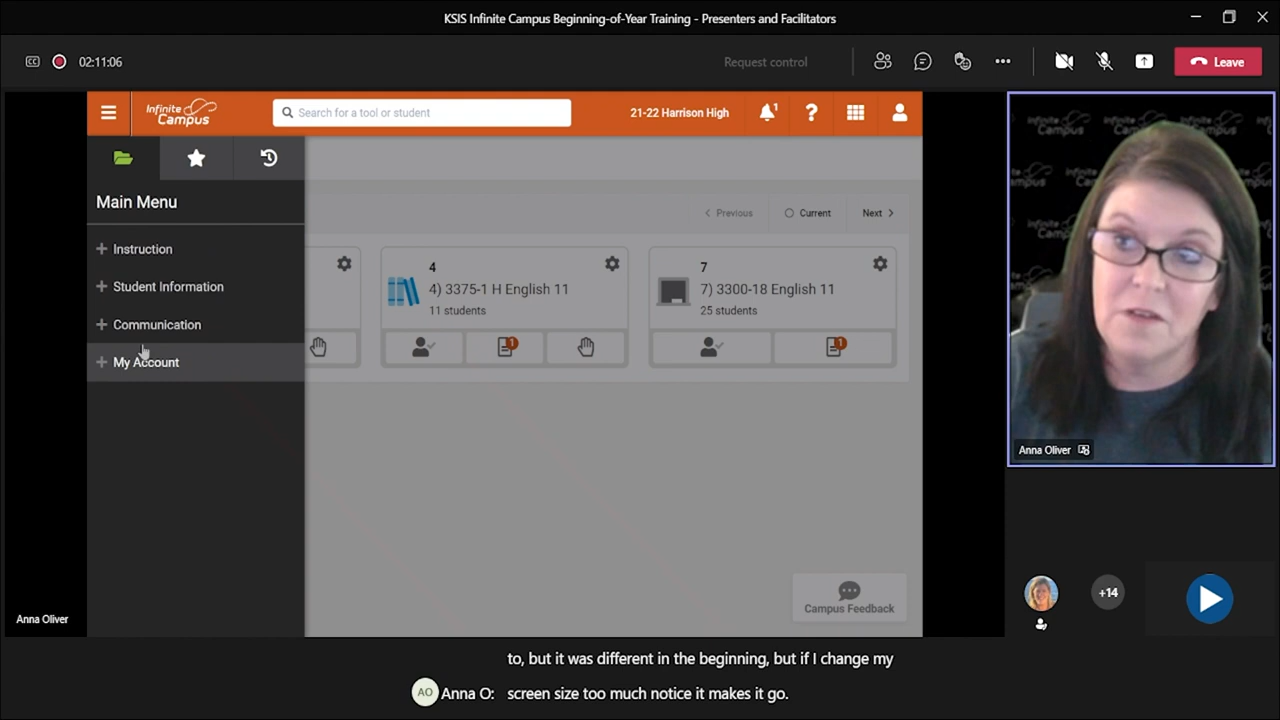 KSIS Infinite Campus Beginning-of-Year Training - Presenters and Facilitators
CC
02:11:06
Request control
Leave
Infinite Campus
Search for a tool or student
21-22 Harrison High
1
?
Main Menu
Previous
Current
Next
Instruction
Student Information
Communication
My Account
4
4) 3375-1 H English 11
11 students
1
7
7) 3300-18 English 11
25 students
1
Campus Feedback
Anna Oliver
Anna Oliver
+14
to, but it was different in the beginning, but if I change my
AO Anna O: screen size too much notice it makes it go.